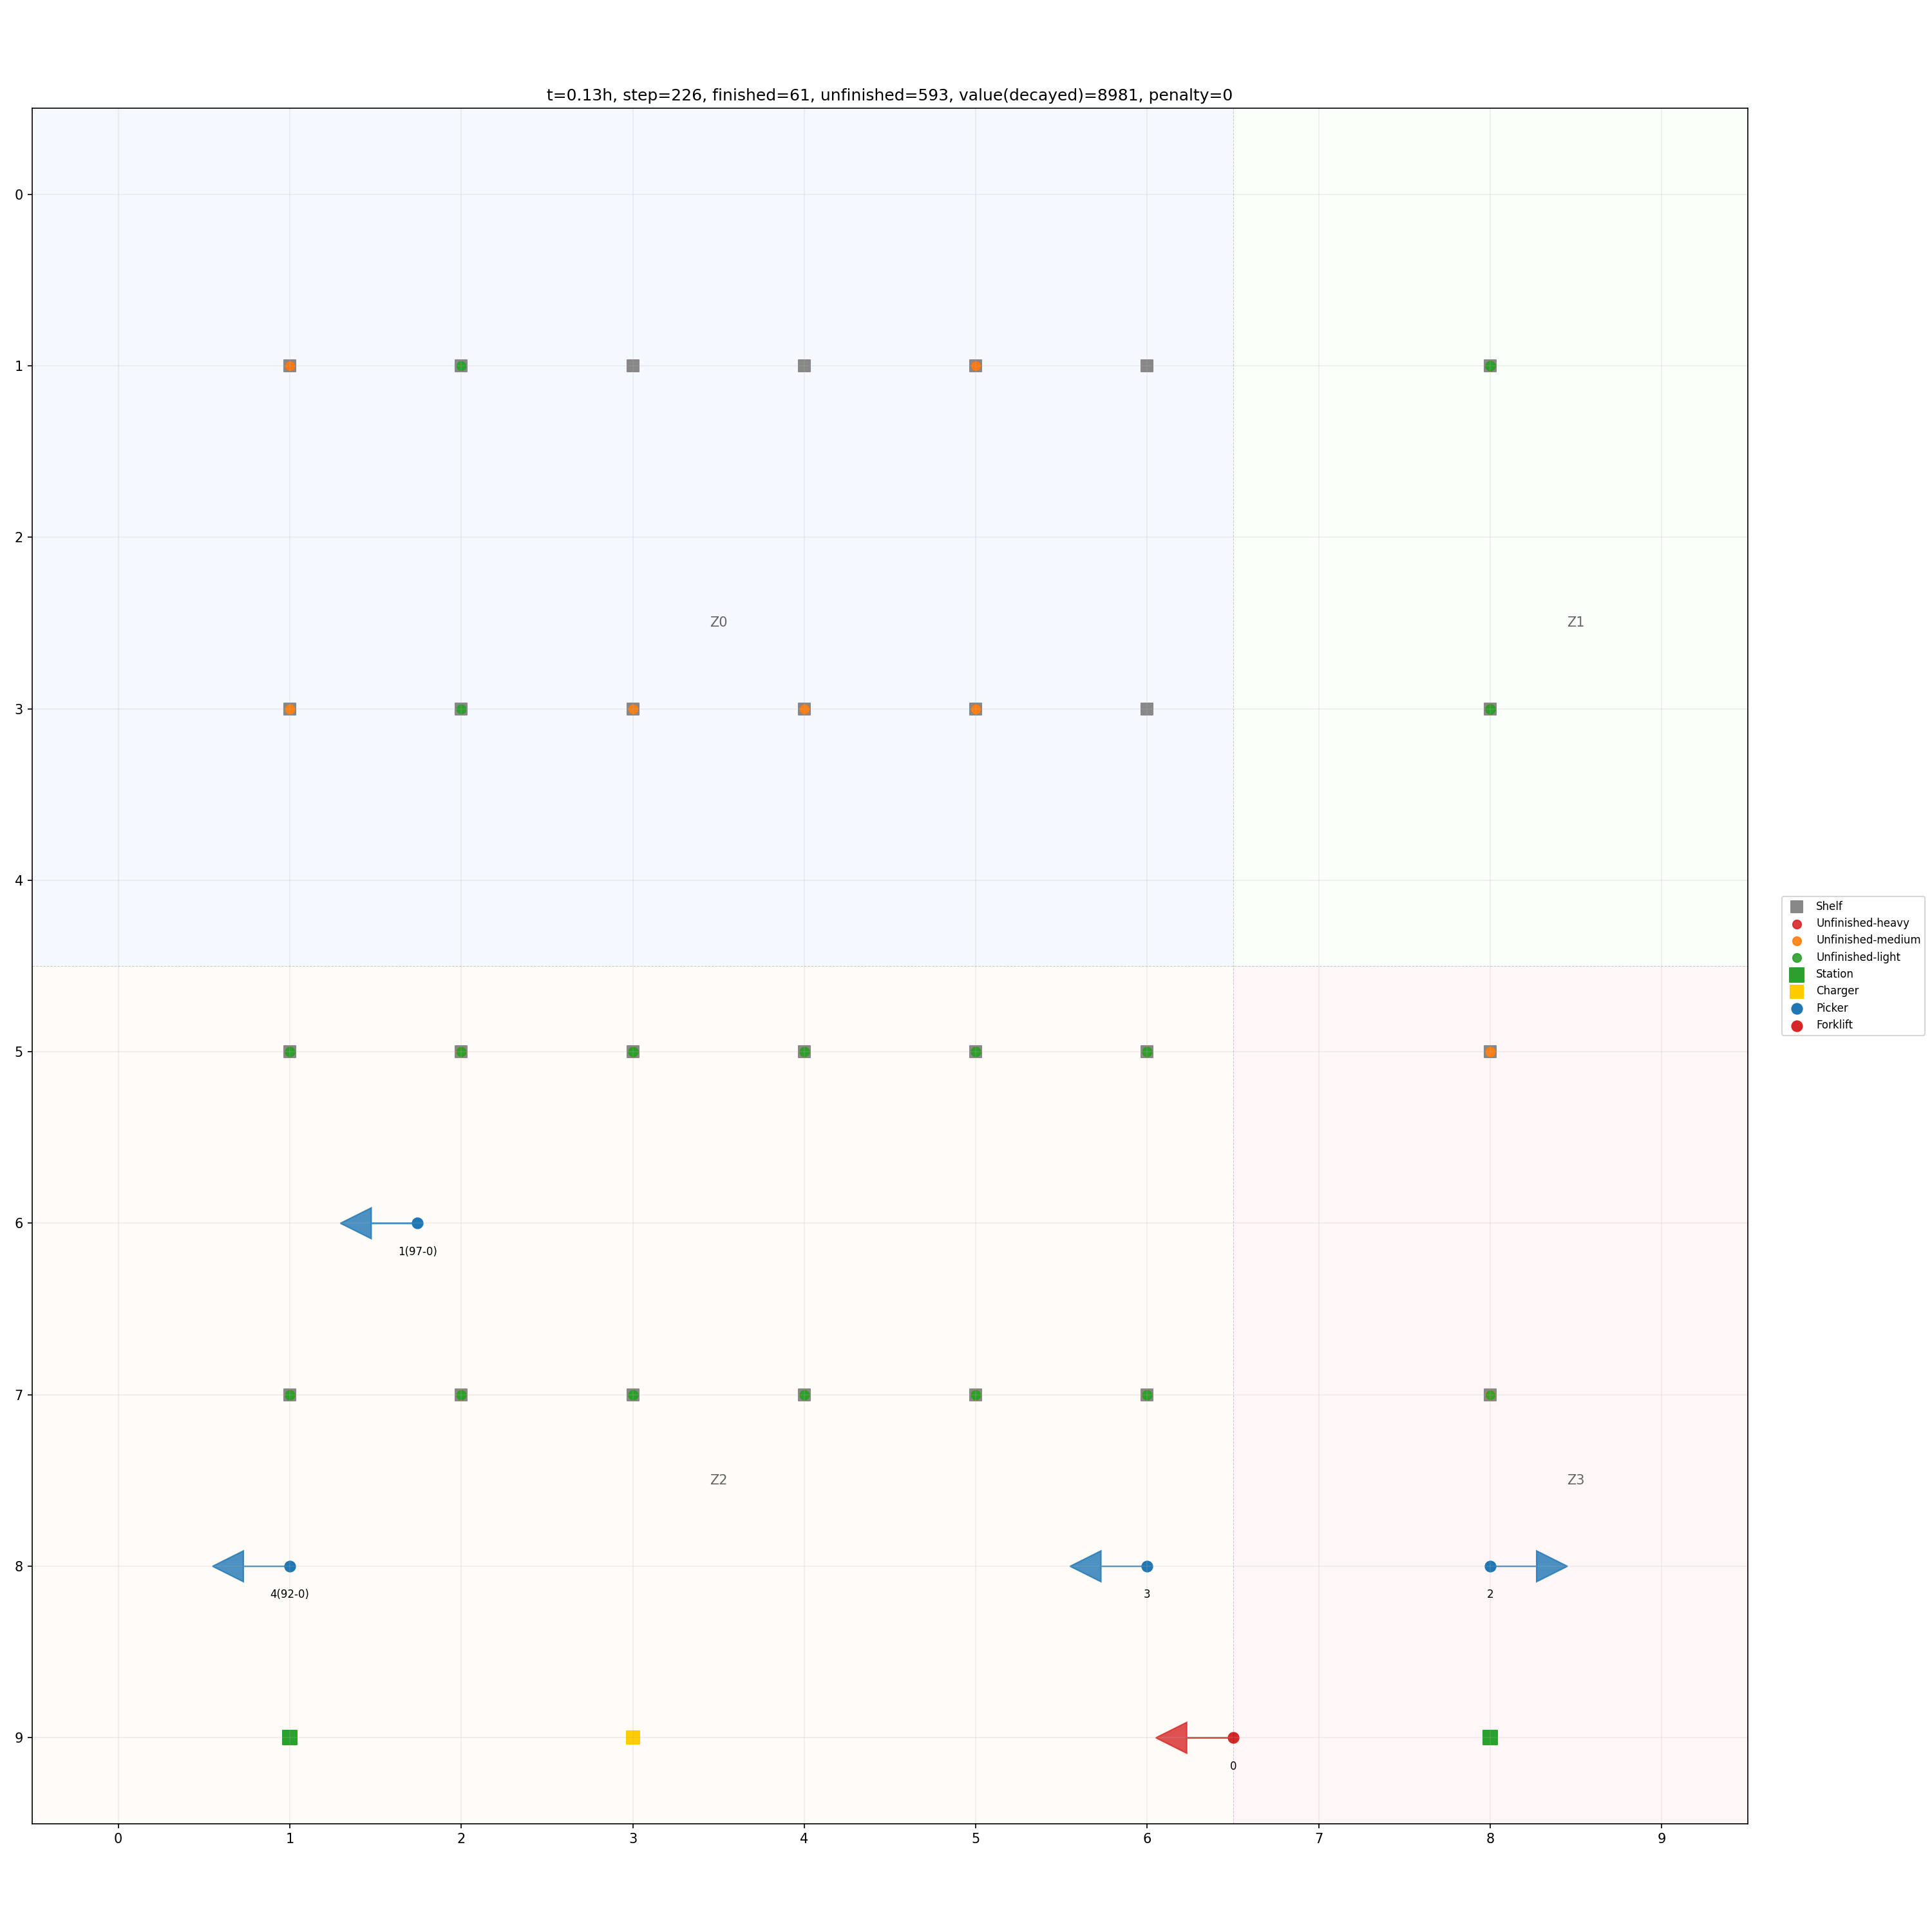 t=0.13h, step=226, finished=61, unfinished=593, value(decayed)=8981, penalty=0
0
1
2
Z0
Z1
3
4
Shelf
Unfinished-heavy
Unfinished-medium
Unfinished-light
Station
Charger
Picker
Forklift
5
6
1(97-0)
7
Z2
Z3
8
4(92-0)
3
2
9
0
0 1 2 3 4 5 6 7 8 9